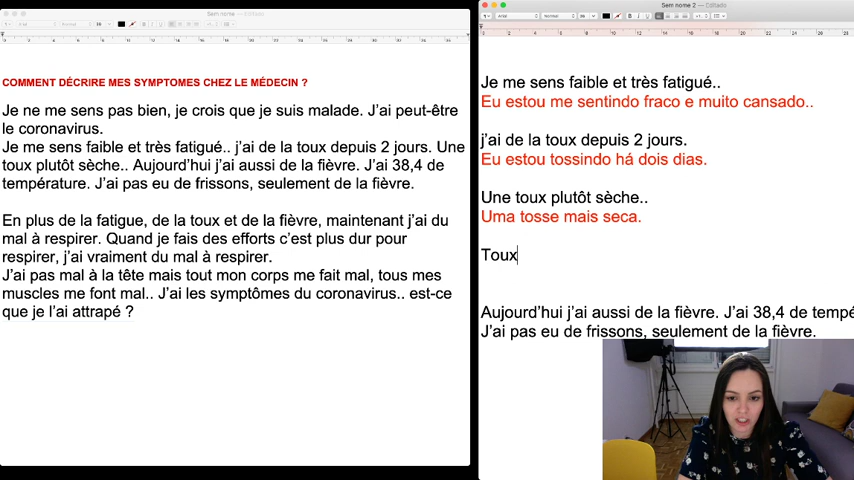 Sem nome — Editado
COMMENT DÉCRIRE MES SYMPTOMES CHEZ LE MÉDECIN ?
Je ne me sens pas bien, je crois que je suis malade. J'ai peut-être
le coronavirus.
Je me sens faible et très fatigué.. j'ai de la toux depuis 2 jours. Une
toux plutôt sèche.. Aujourd'hui j'ai aussi de la fièvre. J'ai 38,4 de
température. J'ai pas eu de frissons, seulement de la fièvre.
En plus de la fatigue, de la toux et de la fièvre, maintenant j'ai du
mal à respirer. Quand je fais des efforts c'est plus dur pour
respirer, j'ai vraiment du mal à respirer.
J'ai pas mal à la tête mais tout mon corps me fait mal, tous mes
muscles me font mal.. J'ai les symptômes du coronavirus.. est-ce
que je l'ai attrapé ?
Sem nome 2 — Editado
Je me sens faible et très fatigué..
Eu estou me sentindo fraco e muito cansado..
j'ai de la toux depuis 2 jours.
Eu estou tossindo há dois dias.
Une toux plutôt sèche..
Uma tosse mais seca.
Toux
Aujourd'hui j'ai aussi de la fièvre. J'ai 38,4 de tempé
J'ai pas eu de frissons, seulement de la fièvre.